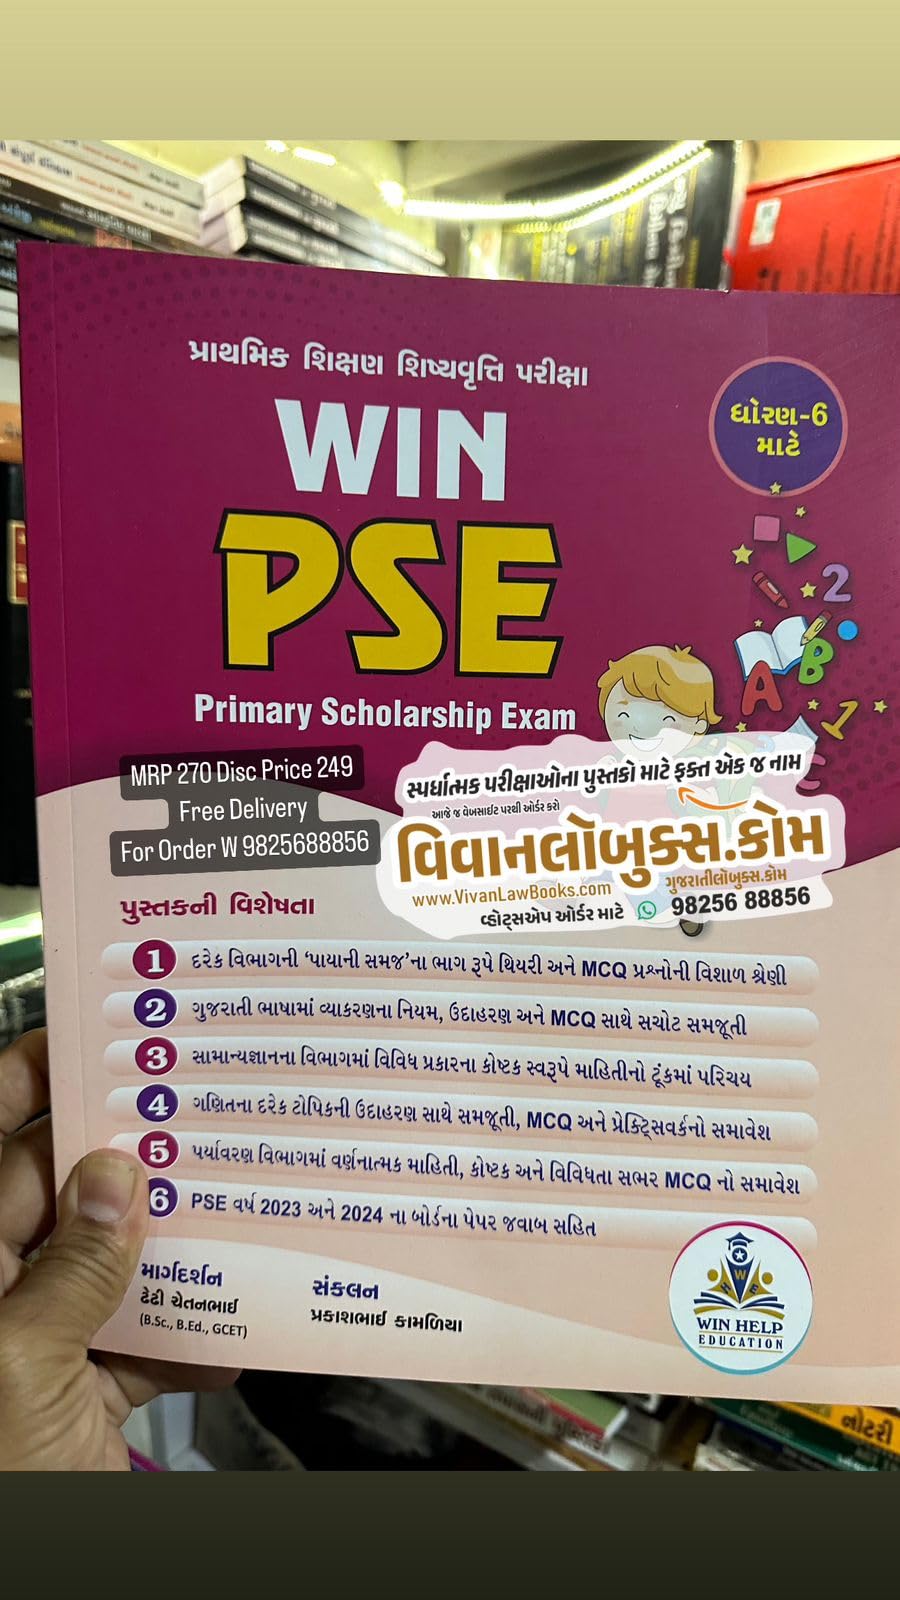 પ્રાથમિક શિક્ષણ શિષ્યવૃત્તિ પરીક્ષા
ધોરણ-6
માટે
WIN
PSE
Primary Scholarship Exam
MRP 270 Disc Price 249
Free Delivery
For Order W 9825688856
સ્પર્ધાત્મક પરીક્ષાઓના પુસ્તકો માટે ફક્ત એક જ નામ
આજે જ વેબસાઈટ પરથી ઓર્ડર કરો
વિવાનલૉબુક્સ.કોમ
www.VivanLawBooks.com
ગુજરાતીલૉબુક્સ.કોમ
વ્હોટ્સએપ ઓર્ડર માટે 98256 88856
પુસ્તકની વિશેષતા
1 દરેક વિભાગની ‘પાયાની સમજ’ના ભાગ રૂપે થિયરી અને MCQ પ્રશ્નોની વિશાળ શ્રેણી
2 ગુજરાતી ભાષામાં વ્યાકરણના નિયમ, ઉદાહરણ અને MCQ સાથે સચોટ સમજૂતી
3 સામાન્યજ્ઞાનના વિભાગમાં વિવિધ પ્રકારના કોષ્ટક સ્વરૂપે માહિતીનો ટૂંકમાં પરિચય
4 ગણિતના દરેક ટોપિકની ઉદાહરણ સાથે સમજૂતી, MCQ અને પ્રેક્ટિસવર્કનો સમાવેશ
5 પર્યાવરણ વિભાગમાં વર્ણનાત્મક માહિતી, કોષ્ટક અને વિવિધતા સભર MCQ નો સમાવેશ
6 PSE વર્ષ 2023 અને 2024 ના બોર્ડના પેપર જવાબ સહિત
માર્ગદર્શન
ટેઢી ચેતનભાઈ
(B.Sc., B.Ed., GCET)
સંકલન
પ્રકાશભાઈ કામળિયા
WIN HELP
EDUCATION
નોટરી